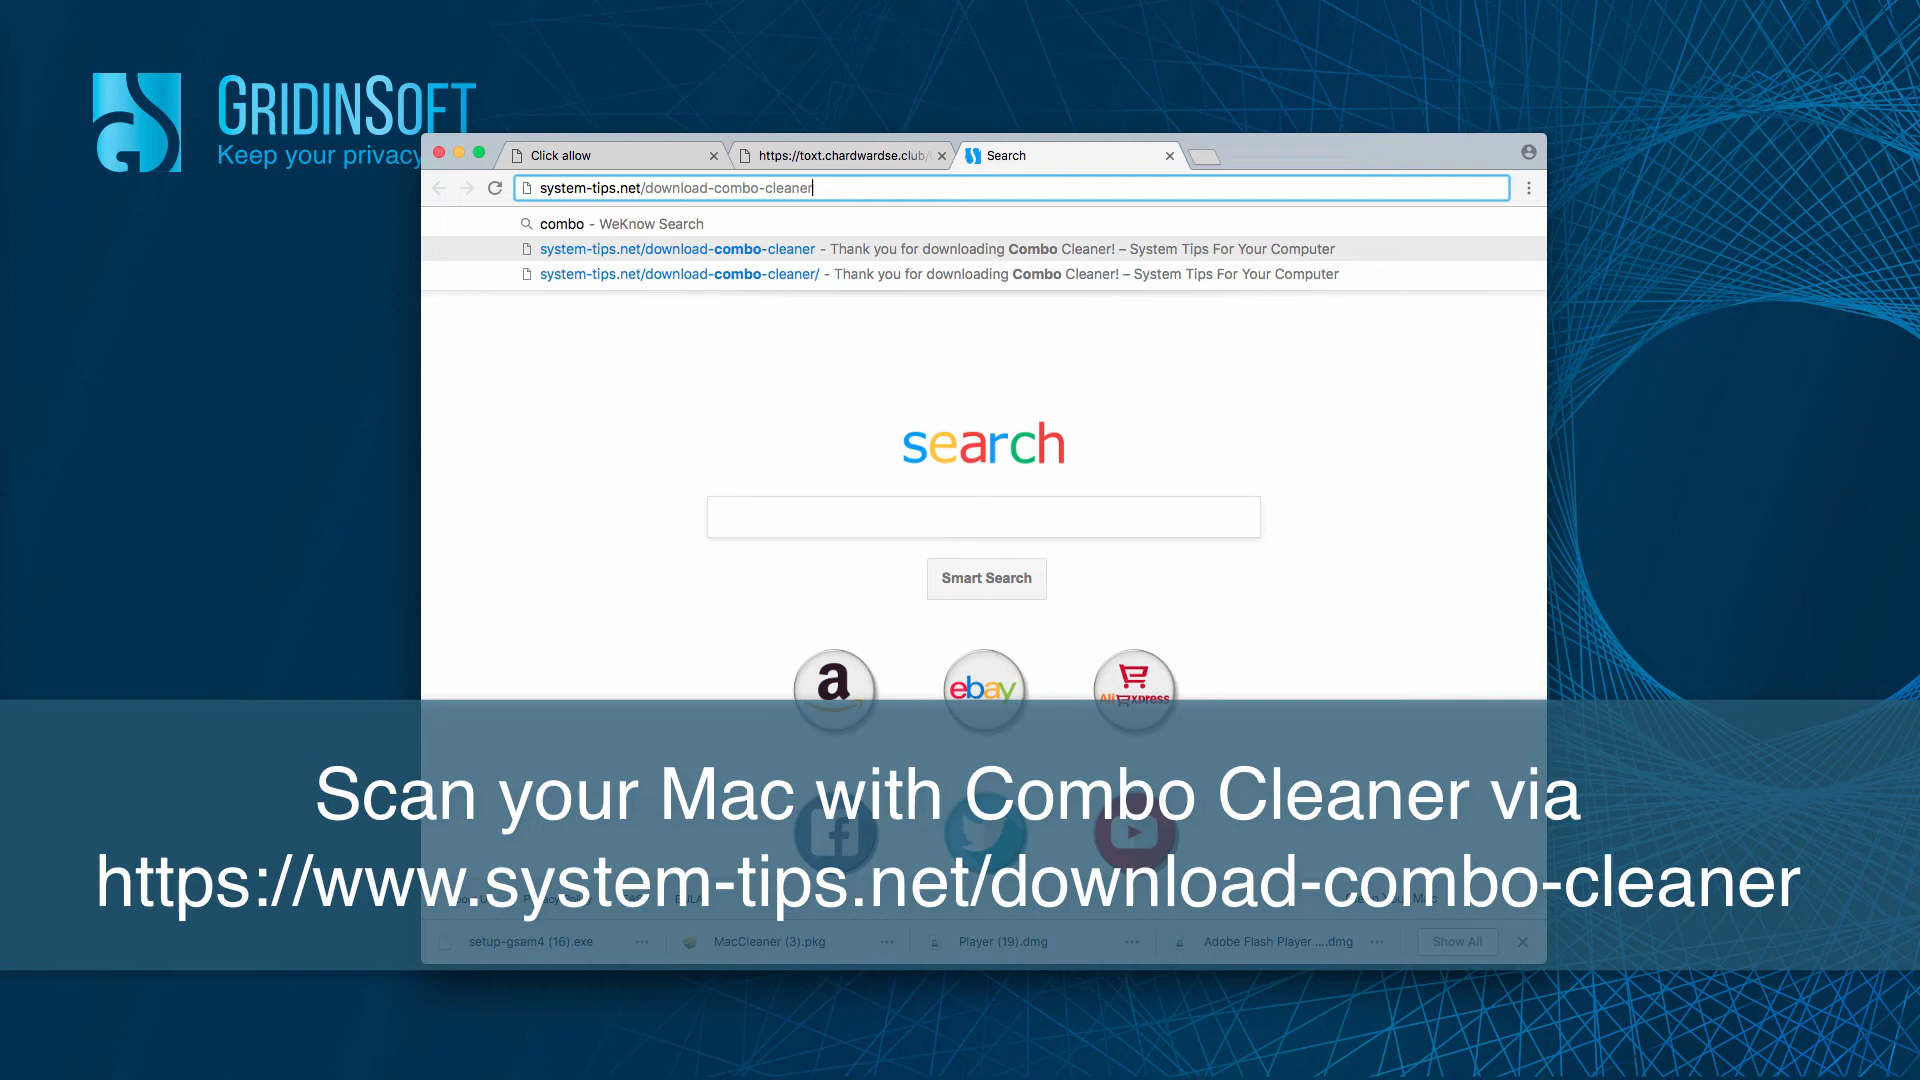 GRIDINSOFT
Keep your privacy
Click allow
https://toxt.chardwardse.club/
Search
system-tips.net/download-combo-cleaner
combo - WeKnow Search
system-tips.net/download-combo-cleaner - Thank you for downloading Combo Cleaner! – System Tips For Your Computer
system-tips.net/download-combo-cleaner/ - Thank you for downloading Combo Cleaner! – System Tips For Your Computer
search
Smart Search
a
ebay
AliExpress
Scan your Mac with Combo Cleaner via
https://www.system-tips.net/download-combo-cleaner
setup-gsam4 (16).exe
MacCleaner (3).pkg
Player (19).dmg
Adobe Flash Player ....dmg
Show All